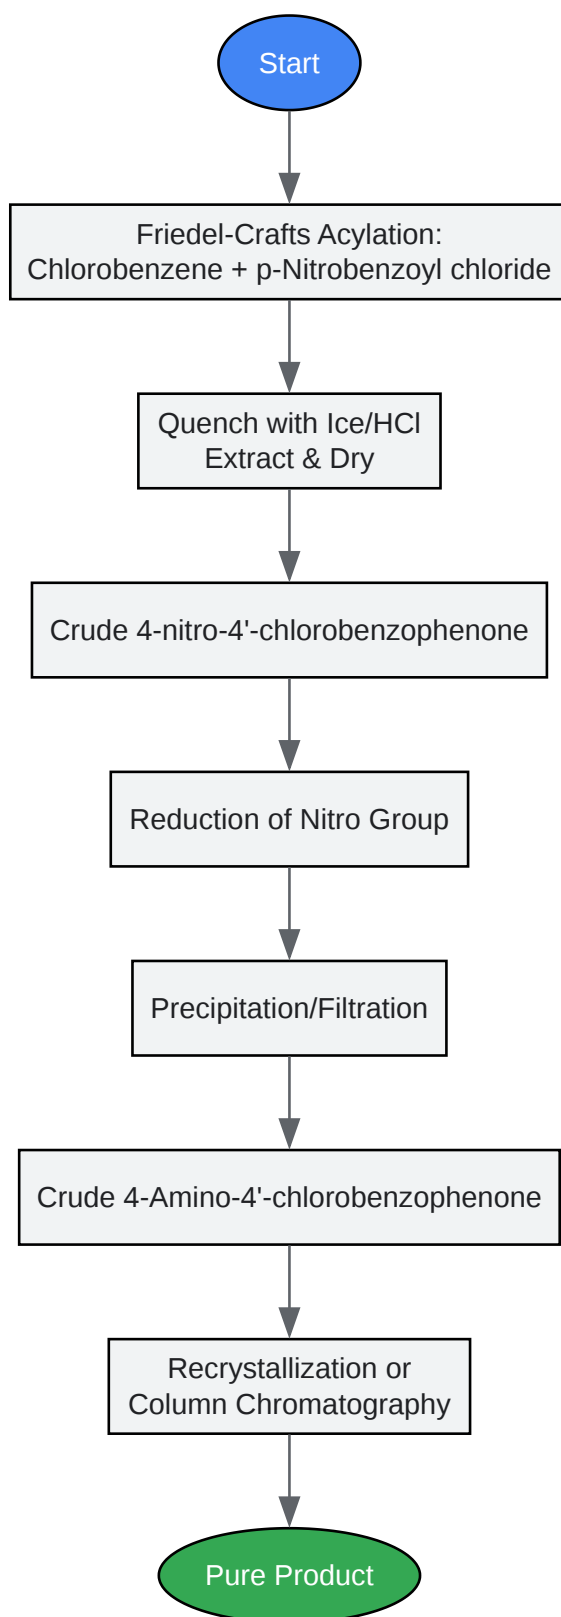 Start
Friedel-Crafts Acylation:
Chlorobenzene + p-Nitrobenzoyl chloride
Quench with Ice/HCl
Extract & Dry
Crude 4-nitro-4'-chlorobenzophenone
Reduction of Nitro Group
Precipitation/Filtration
Crude 4-Amino-4'-chlorobenzophenone
Recrystallization or
Column Chromatography
Pure Product